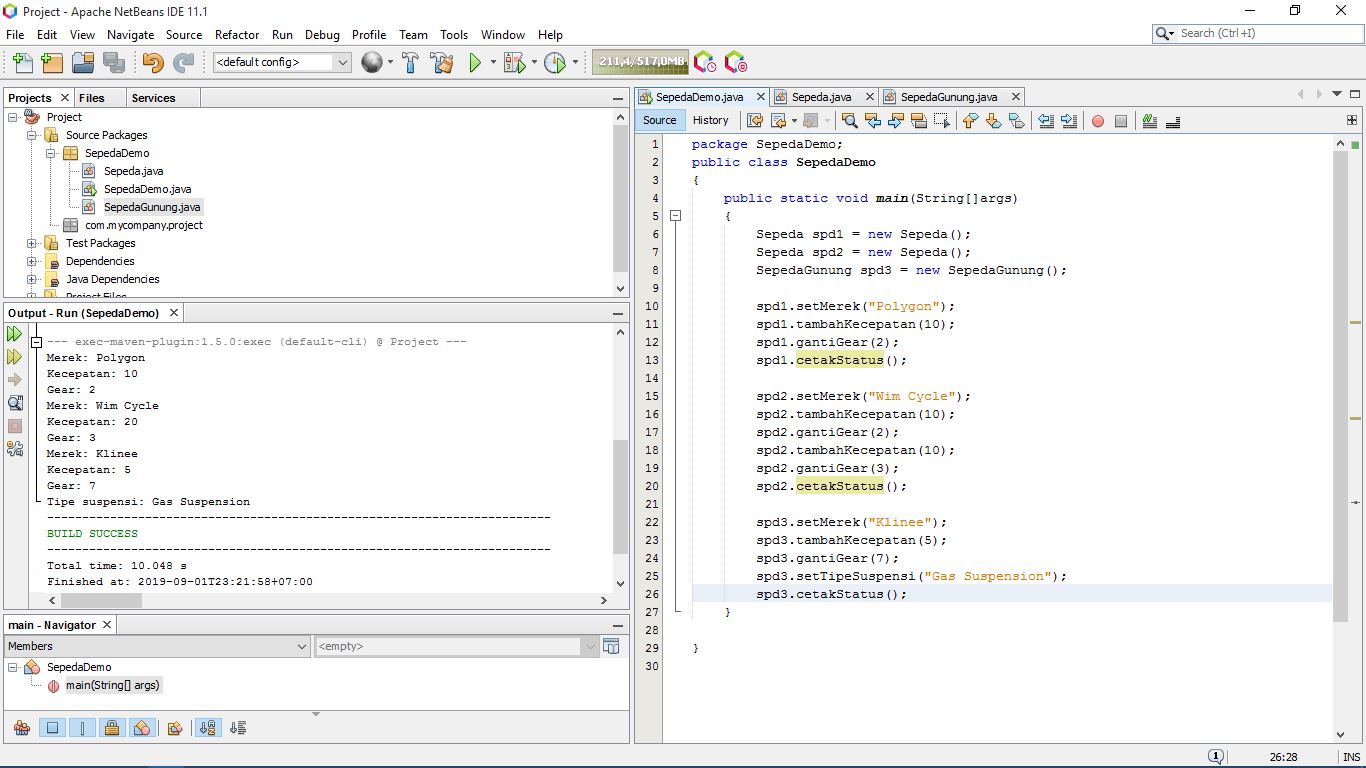 Project - Apache NetBeans IDE 11.1
File Edit View Navigate Source Refactor Run Debug Profile Team Tools Window Help
Search (Ctrl+I)
<default config>
211,4/517,0MB
Projects Files Services
Project
Source Packages
SepedaDemo
Sepeda.java
SepedaDemo.java
SepedaGunung.java
com.mycompany.project
Test Packages
Dependencies
Java Dependencies
Project Files
Output - Run (SepedaDemo)
--- exec-maven-plugin:1.5.0:exec (default-cli) @ Project ---
Merek: Polygon
Kecepatan: 10
Gear: 2
Merek: Wim Cycle
Kecepatan: 20
Gear: 3
Merek: Klinee
Kecepatan: 5
Gear: 7
Tipe suspensi: Gas Suspension
------------------------------------------------------------------------
BUILD SUCCESS
------------------------------------------------------------------------
Total time: 10.048 s
Finished at: 2019-09-01T23:21:58+07:00
main - Navigator
Members
<empty>
SepedaDemo
main(String[] args)
SepedaDemo.java Sepeda.java SepedaGunung.java
Source History
1 package SepedaDemo;
2 public class SepedaDemo
3 {
4 public static void main(String[]args)
5 {
6 Sepeda spd1 = new Sepeda();
7 Sepeda spd2 = new Sepeda();
8 SepedaGunung spd3 = new SepedaGunung();
9
10 spd1.setMerek("Polygon");
11 spd1.tambahKecepatan(10);
12 spd1.gantiGear(2);
13 spd1.cetakStatus();
14
15 spd2.setMerek("Wim Cycle");
16 spd2.tambahKecepatan(10);
17 spd2.gantiGear(2);
18 spd2.tambahKecepatan(10);
19 spd2.gantiGear(3);
20 spd2.cetakStatus();
21
22 spd3.setMerek("Klinee");
23 spd3.tambahKecepatan(5);
24 spd3.gantiGear(7);
25 spd3.setTipeSuspensi("Gas Suspension");
26 spd3.cetakStatus();
27 }
28
29 }
30
1
26:28
INS